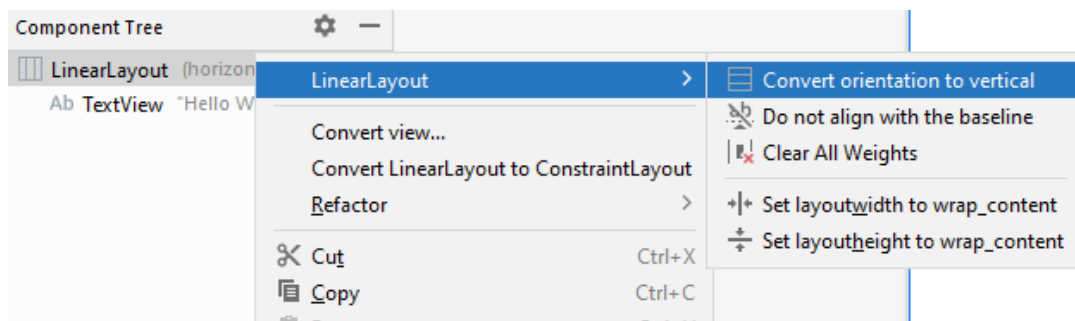 Component Tree
LinearLayout (horizon
Ab TextView "Hello W
LinearLayout
Convert view...
Convert LinearLayout to ConstraintLayout
Refactor
Cut Ctrl+X
Copy Ctrl+C
Convert orientation to vertical
Do not align with the baseline
Clear All Weights
Set layoutwidth to wrap_content
Set layoutheight to wrap_content